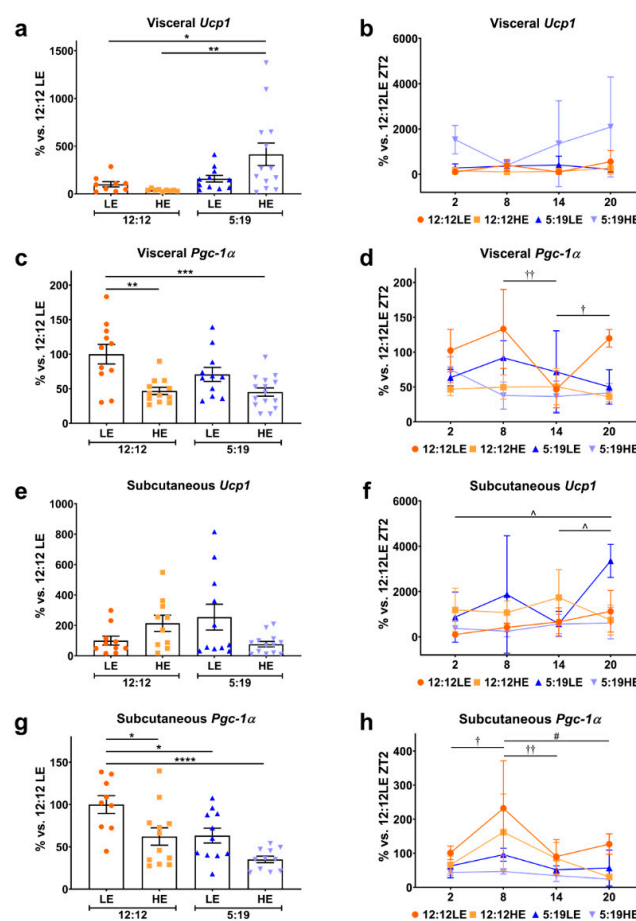 a
Visceral Ucp1
% vs. 12:12 LE
1500
1000
500
0
*
**
LE HE LE HE
12:12 5:19
b
Visceral Ucp1
% vs. 12:12LE ZT2
6000
4000
2000
0
2 8 14 20
12:12LE 12:12HE 5:19LE 5:19HE
c
Visceral Pgc-1α
% vs. 12:12 LE
200
150
100
50
0
***
**
LE HE LE HE
12:12 5:19
d
Visceral Pgc-1α
% vs. 12:12LE ZT2
200
150
100
50
0
††
†
2 8 14 20
12:12LE 12:12HE 5:19LE 5:19HE
e
Subcutaneous Ucp1
% vs. 12:12 LE
1000
800
600
400
200
0
LE HE LE HE
12:12 5:19
f
Subcutaneous Ucp1
% vs. 12:12LE ZT2
6000
4000
2000
0
^
^
2 8 14 20
12:12LE 12:12HE 5:19LE 5:19HE
g
Subcutaneous Pgc-1α
% vs. 12:12 LE
150
100
50
0
*
*
****
LE HE LE HE
12:12 5:19
h
Subcutaneous Pgc-1α
% vs. 12:12LE ZT2
400
300
200
100
0
† #
††
2 8 14 20
12:12LE 12:12HE 5:19LE 5:19HE